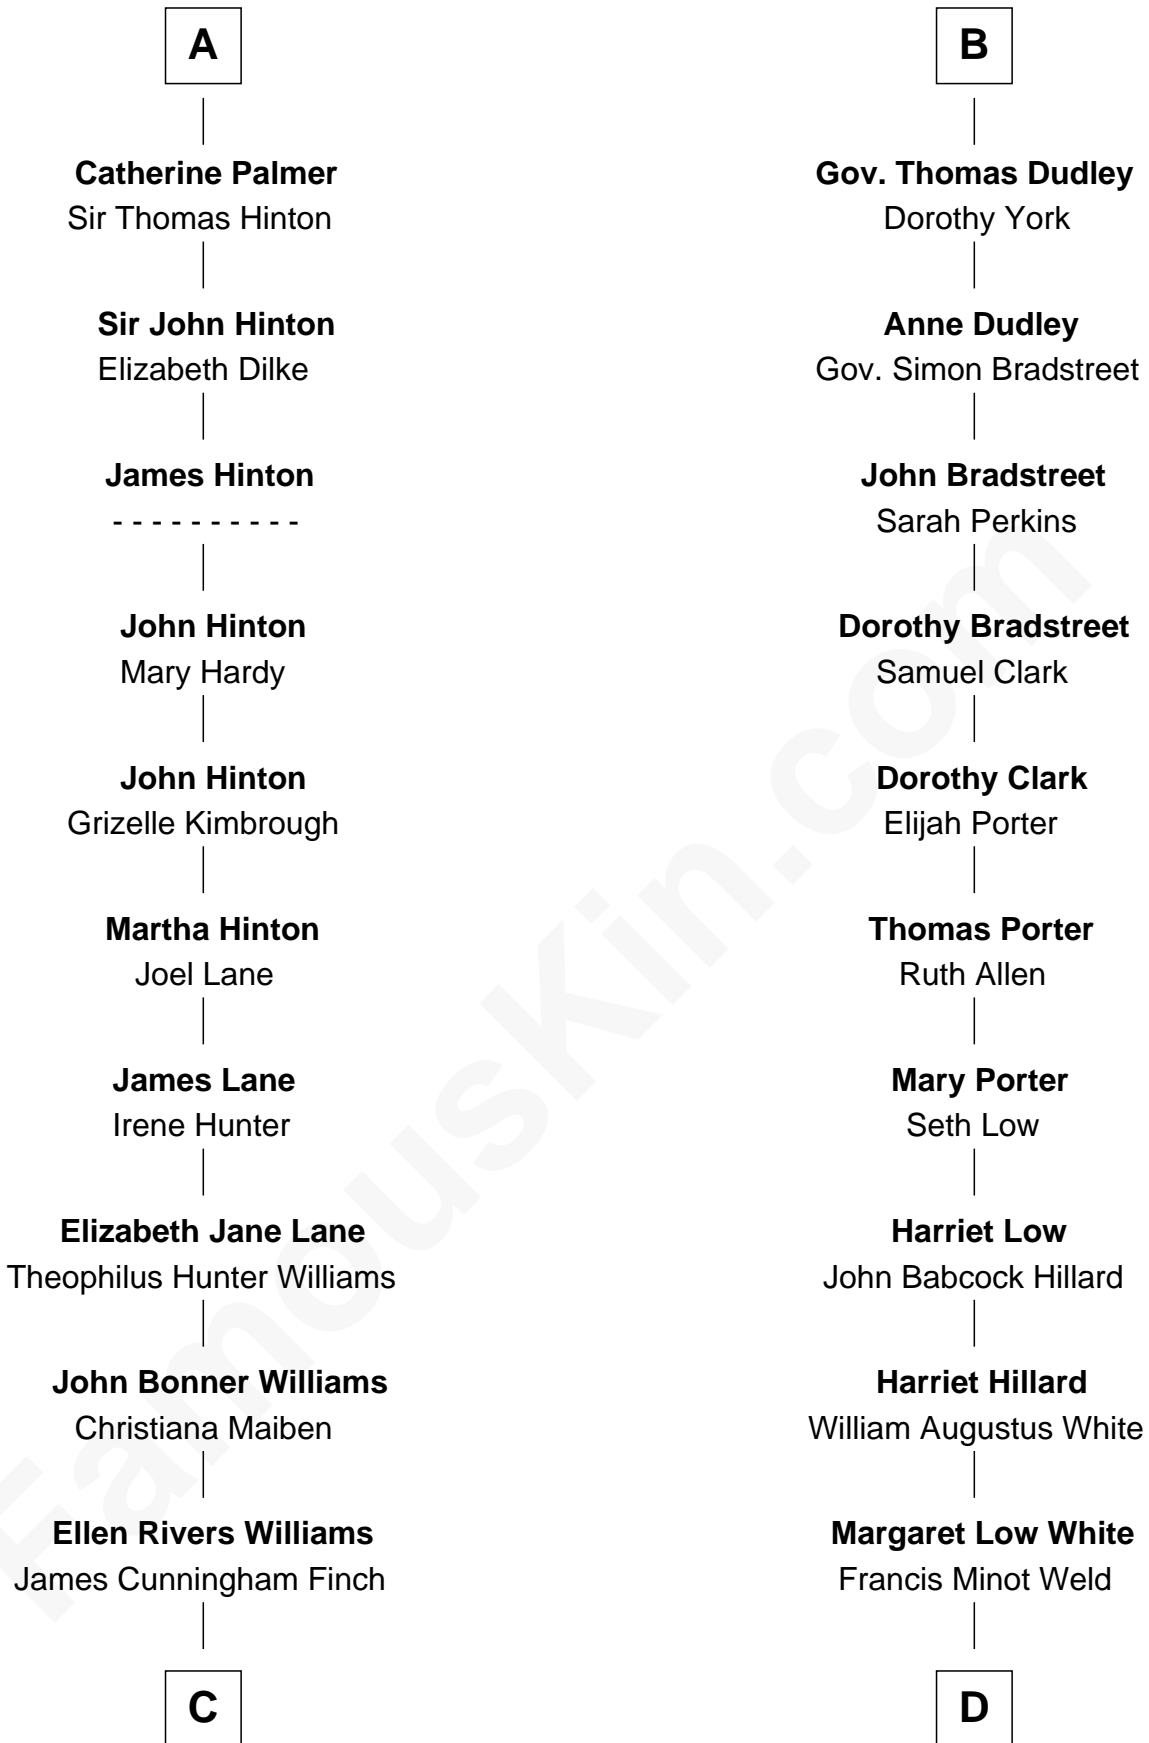 A
Catherine Palmer
Sir Thomas Hinton
Sir John Hinton
Elizabeth Dilke
James Hinton
- - - - - - - - - -
John Hinton
Mary Hardy
John Hinton
Grizelle Kimbrough
Martha Hinton
Joel Lane
James Lane
Irene Hunter
Elizabeth Jane Lane
Theophilus Hunter Williams
John Bonner Williams
Christiana Maiben
Ellen Rivers Williams
James Cunningham Finch
C
B
Gov. Thomas Dudley
Dorothy York
Anne Dudley
Gov. Simon Bradstreet
John Bradstreet
Sarah Perkins
Dorothy Bradstreet
Samuel Clark
Dorothy Clark
Elijah Porter
Thomas Porter
Ruth Allen
Mary Porter
Seth Low
Harriet Low
John Babcock Hillard
Harriet Hillard
William Augustus White
Margaret Low White
Francis Minot Weld
D
FamousKin.com